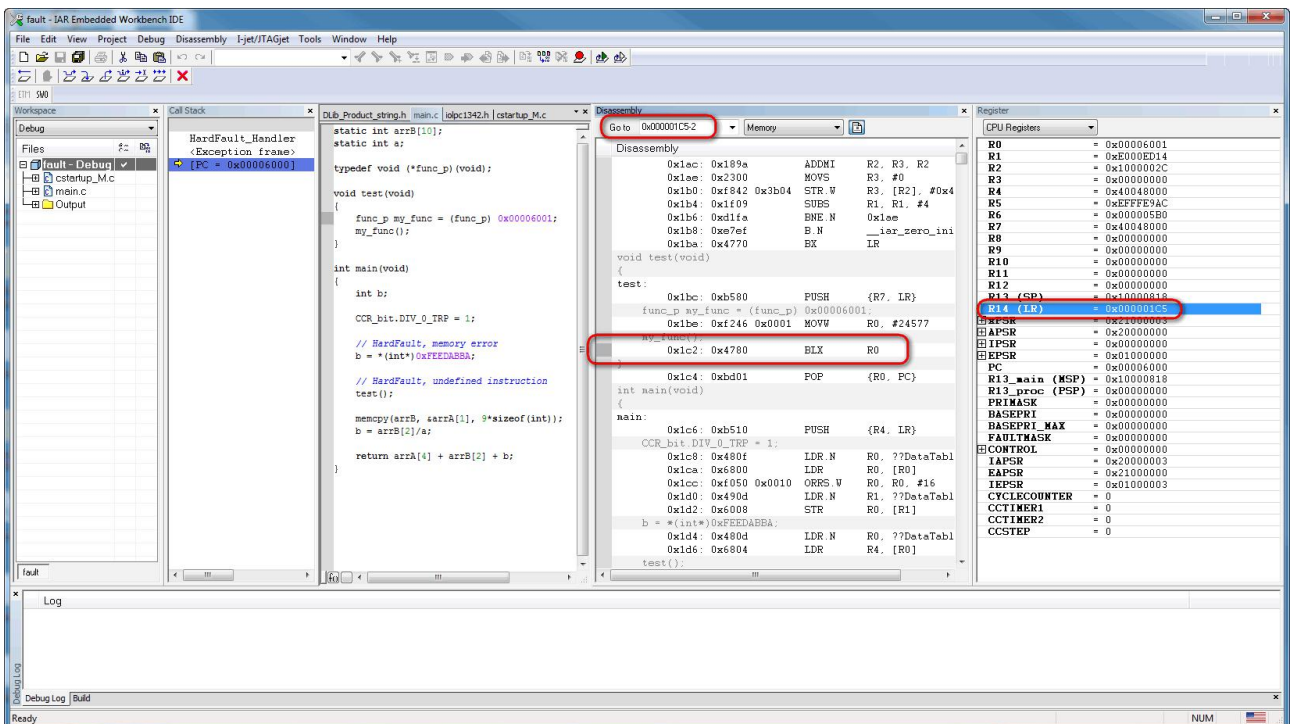 fault - IAR Embedded Workbench IDE
File Edit View Project Debug Disassembly I-jet/JTAGjet Tools Window Help
ETM SWO
Workspace
Debug
Files
fault - Debug
cstartup_M.c
main.c
Output
fault
Call Stack
HardFault_Handler
<Exception frame>
[PC = 0x00006000]
DLib_Product_string.h main.c iolpc1342.h cstartup_M.c
static int arrB[10];
static int a;
typedef void (*func_p)(void);
void test(void)
{
func_p my_func = (func_p) 0x00006001;
my_func();
}
int main(void)
{
int b;
CCR_bit.DIV_0_TRP = 1;
// HardFault, memory error
b = *(int*)0xFEEDABBA;
// HardFault, undefined instruction
test();
memcpy(arrB, &arrA[1], 9*sizeof(int));
b = arrB[2]/a;
return arrA[4] + arrB[2] + b;
}
Disassembly
Go to 0x000001C5-2 Memory
Disassembly
0x1ac: 0x189a ADDMI R2, R3, R2
0x1ae: 0x2300 MOVS R3, #0
0x1b0: 0xf842 0x3b04 STR.W R3, [R2], #0x4
0x1b4: 0x1f09 SUBS R1, R1, #4
0x1b6: 0xd1fa BNE.N 0x1ae
0x1b8: 0xe7ef B.N __iar_zero_ini
0x1ba: 0x4770 BX LR
void test(void)
{
test:
0x1bc: 0xb580 PUSH {R7, LR}
func_p my_func = (func_p) 0x00006001;
0x1be: 0xf246 0x0001 MOVW R0, #24577
my_func();
0x1c2: 0x4780 BLX R0
}
0x1c4: 0xbd01 POP {R0, PC}
int main(void)
{
main:
0x1c6: 0xb510 PUSH {R4, LR}
CCR_bit.DIV_0_TRP = 1;
0x1c8: 0x480f LDR.N R0, ??DataTabl
0x1ca: 0x6800 LDR R0, [R0]
0x1cc: 0xf050 0x0010 ORRS.W R0, R0, #16
0x1d0: 0x490d LDR.N R1, ??DataTabl
0x1d2: 0x6008 STR R0, [R1]
b = *(int*)0xFEEDABBA;
0x1d4: 0x480d LDR.N R0, ??DataTabl
0x1d6: 0x6804 LDR R4, [R0]
test();
Register
CPU Registers
R0 = 0x00006001
R1 = 0xE000ED14
R2 = 0x1000002C
R3 = 0x00000000
R4 = 0x40048000
R5 = 0xEFFFE9AC
R6 = 0x000005B0
R7 = 0x40048000
R8 = 0x00000000
R9 = 0x00000000
R10 = 0x00000000
R11 = 0x00000000
R12 = 0x00000000
R13 (SP) = 0x10000818
R14 (LR) = 0x000001C5
XPSR = 0x21000003
APSR = 0x20000000
IPSR = 0x00000003
EPSR = 0x01000000
PC = 0x00006000
R13_main (MSP) = 0x10000818
R13_proc (PSP) = 0x00000000
PRIMASK = 0x00000000
BASEPRI = 0x00000000
BASEPRI_MAX = 0x00000000
FAULTMASK = 0x00000000
CONTROL = 0x00000000
IAPSR = 0x20000003
EAPSR = 0x21000000
IEPSR = 0x01000003
CYCLECOUNTER = 0
CCTIMER1 = 0
CCTIMER2 = 0
CCSTEP = 0
Log
Debug Log
Debug Log Build
Ready
NUM